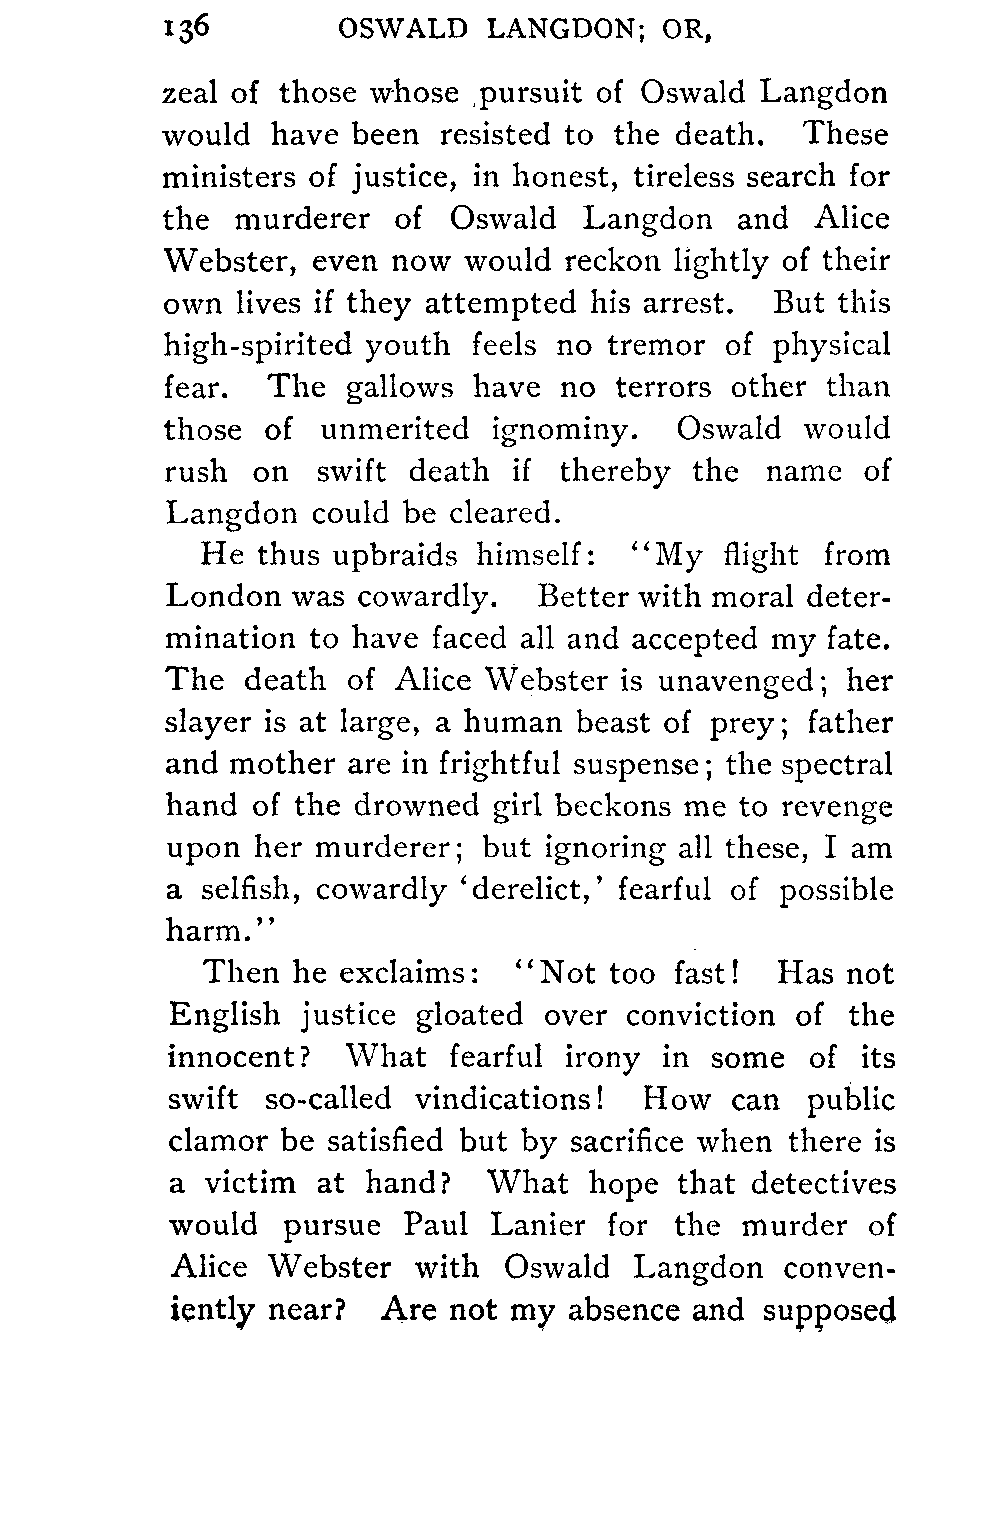 136 OSWALD LANGDON; OR,
zeal of those whose pursuit of Oswald Langdon
would have been resisted to the death. These
ministers of justice, in honest, tireless search for
the murderer of Oswald Langdon and Alice
Webster, even now would reckon lightly of their
own lives if they attempted his arrest. But this
high-spirited youth feels no tremor of physical
fear. The gallows have no terrors other than
those of unmerited ignominy. Oswald would
rush on swift death if thereby the name of
Langdon could be cleared.
He thus upbraids himself: "My flight from
London was cowardly. Better with moral deter-
mination to have faced all and accepted my fate.
The death of Alice Webster is unavenged; her
slayer is at large, a human beast of prey; father
and mother are in frightful suspense; the spectral
hand of the drowned girl beckons me to revenge
upon her murderer; but ignoring all these, I am
a selfish, cowardly 'derelict,' fearful of possible
harm."
Then he exclaims: "Not too fast! Has not
English justice gloated over conviction of the
innocent? What fearful irony in some of its
swift so-called vindications! How can public
clamor be satisfied but by sacrifice when there is
a victim at hand? What hope that detectives
would pursue Paul Lanier for the murder of
Alice Webster with Oswald Langdon conven-
iently near? Are not my absence and supposed